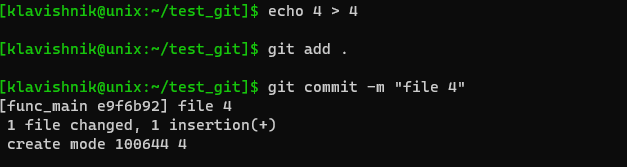 [klavishnik@unix:~/test_git]$ echo 4 > 4
[klavishnik@unix:~/test_git]$ git add .
[klavishnik@unix:~/test_git]$ git commit -m "file 4"
[func_main e9f6b92] file 4
 1 file changed, 1 insertion(+)
 create mode 100644 4